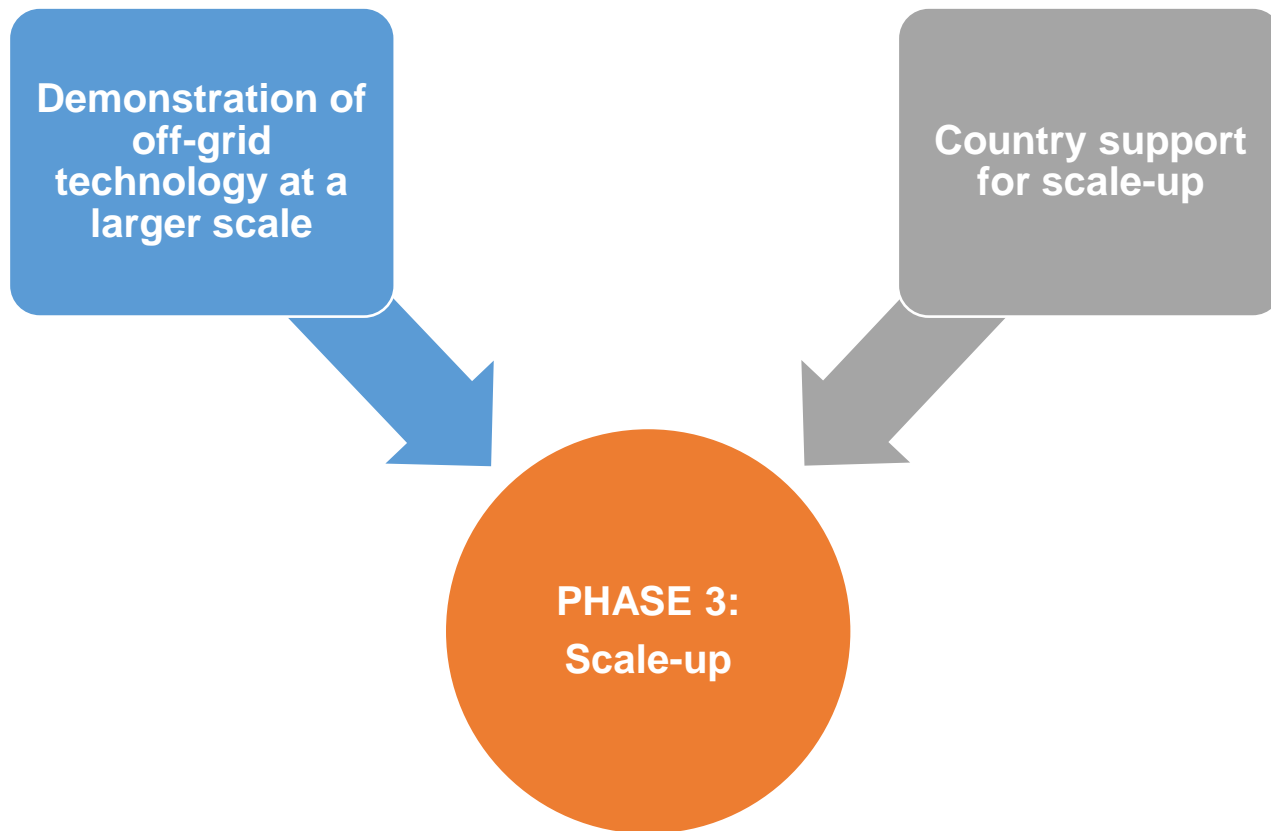 Demonstration of
off-grid
technology at a
larger scale
Country support
for scale-up
PHASE 3:
Scale-up